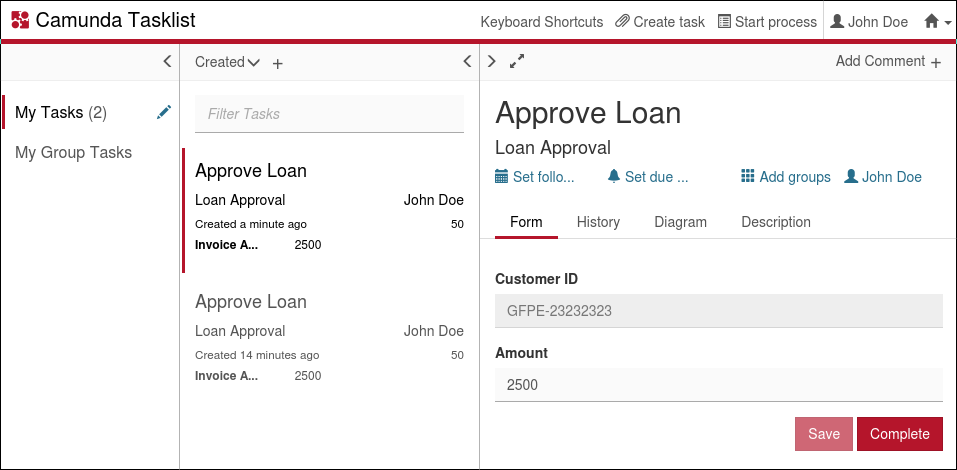 Camunda Tasklist
Keyboard Shortcuts Create task Start process John Doe
My Tasks (2)
My Group Tasks
Created +
Filter Tasks
Approve Loan
Loan Approval John Doe
Created a minute ago 50
Invoice A... 2500
Approve Loan
Loan Approval John Doe
Created 14 minutes ago 50
Invoice A... 2500
Add Comment +
Approve Loan
Loan Approval
Set follo... Set due ... Add groups John Doe
Form History Diagram Description
Customer ID
GFPE-23232323
Amount
2500
Save Complete